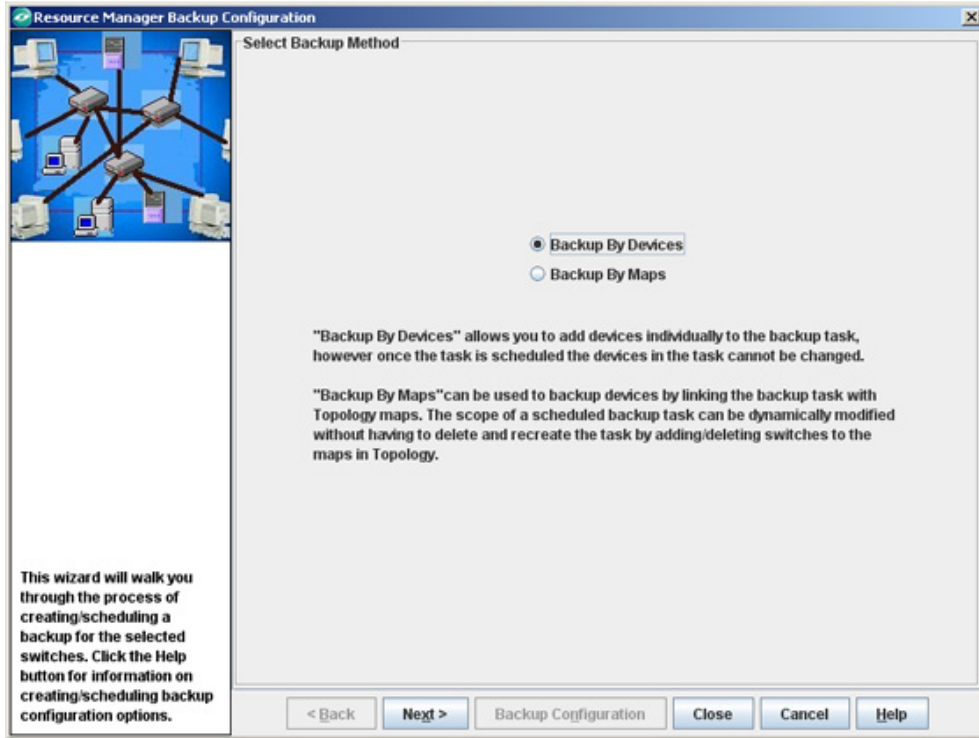 Resource Manager Backup Configuration
Select Backup Method
Backup By Devices
Backup By Maps
"Backup By Devices" allows you to add devices individually to the backup task,
however once the task is scheduled the devices in the task cannot be changed.
"Backup By Maps"can be used to backup devices by linking the backup task with
Topology maps. The scope of a scheduled backup task can be dynamically modified
without having to delete and recreate the task by adding/deleting switches to the
maps in Topology.
This wizard will walk you
through the process of
creating/scheduling a
backup for the selected
switches. Click the Help
button for information on
creating/scheduling backup
configuration options.
< Back
Next >
Backup Configuration
Close
Cancel
Help